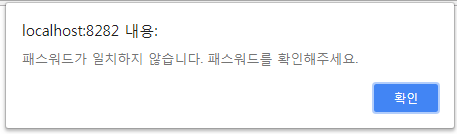 localhost:8282 내용:
패스워드가 일치하지 않습니다. 패스워드를 확인해주세요.
확인